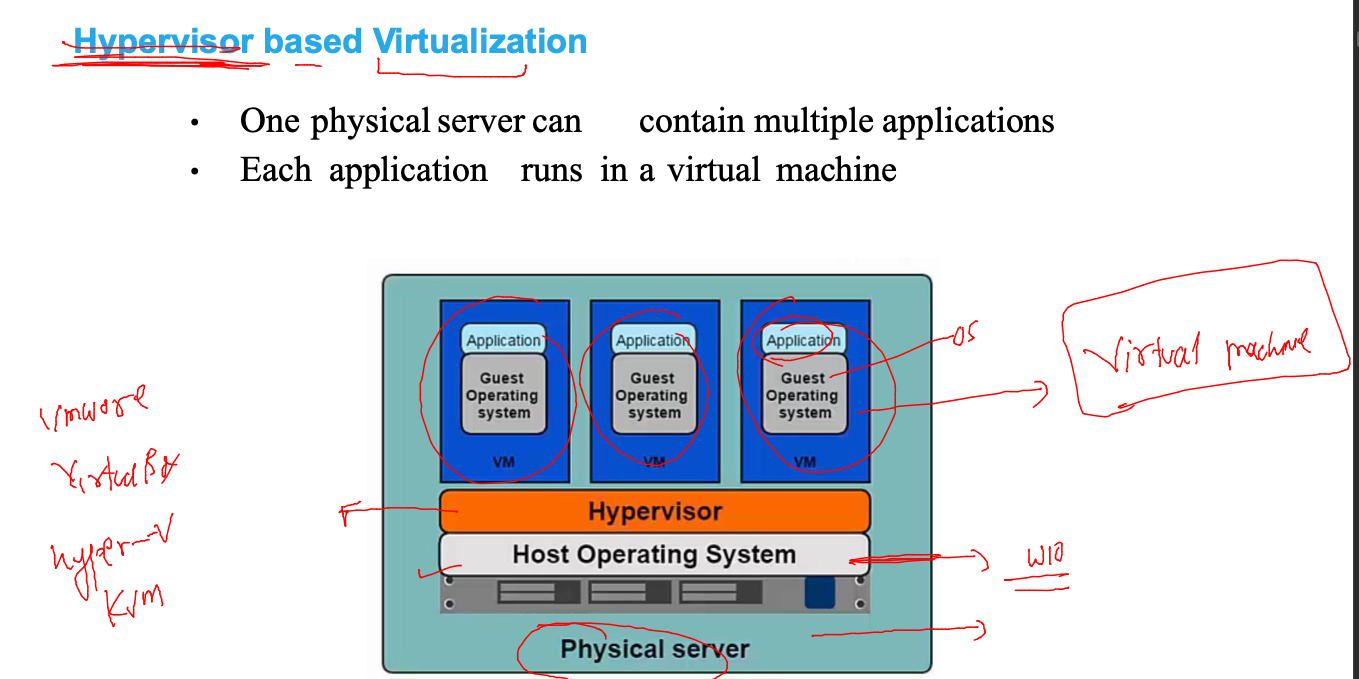 Hypervisor based Virtualization
• One physical server can contain multiple applications
• Each application runs in a virtual machine
Application Application Application
OS
Guest Guest Guest
Operating Operating Operating
system system system
Virtual machine
VM VM VM
Vmware
VirtualBox
hyper-V
KVM
Hypervisor
Host Operating System
W10
Physical server